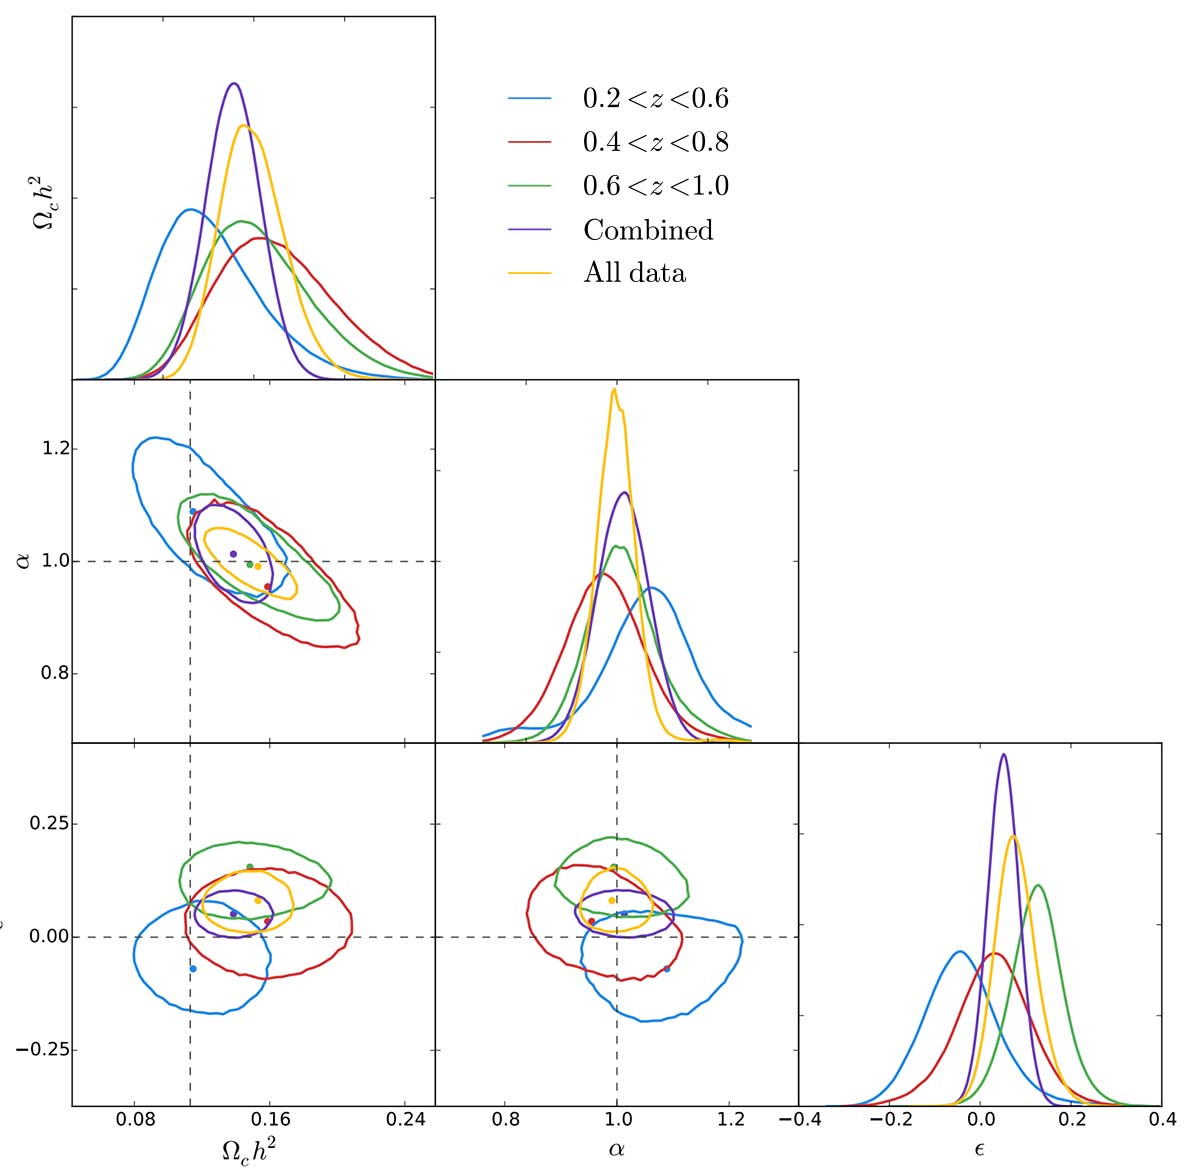 0.2 < z < 0.6
0.4 < z < 0.8
0.6 < z < 1.0
Combined
All data
Ω_c h²
1.2
1.0
0.8
α
0.25
0.00
−0.25
0.08 0.16 0.24
0.8 1.0 1.2
−0.4 −0.2 0.0 0.2 0.4
Ω_c h²
α
ϵ